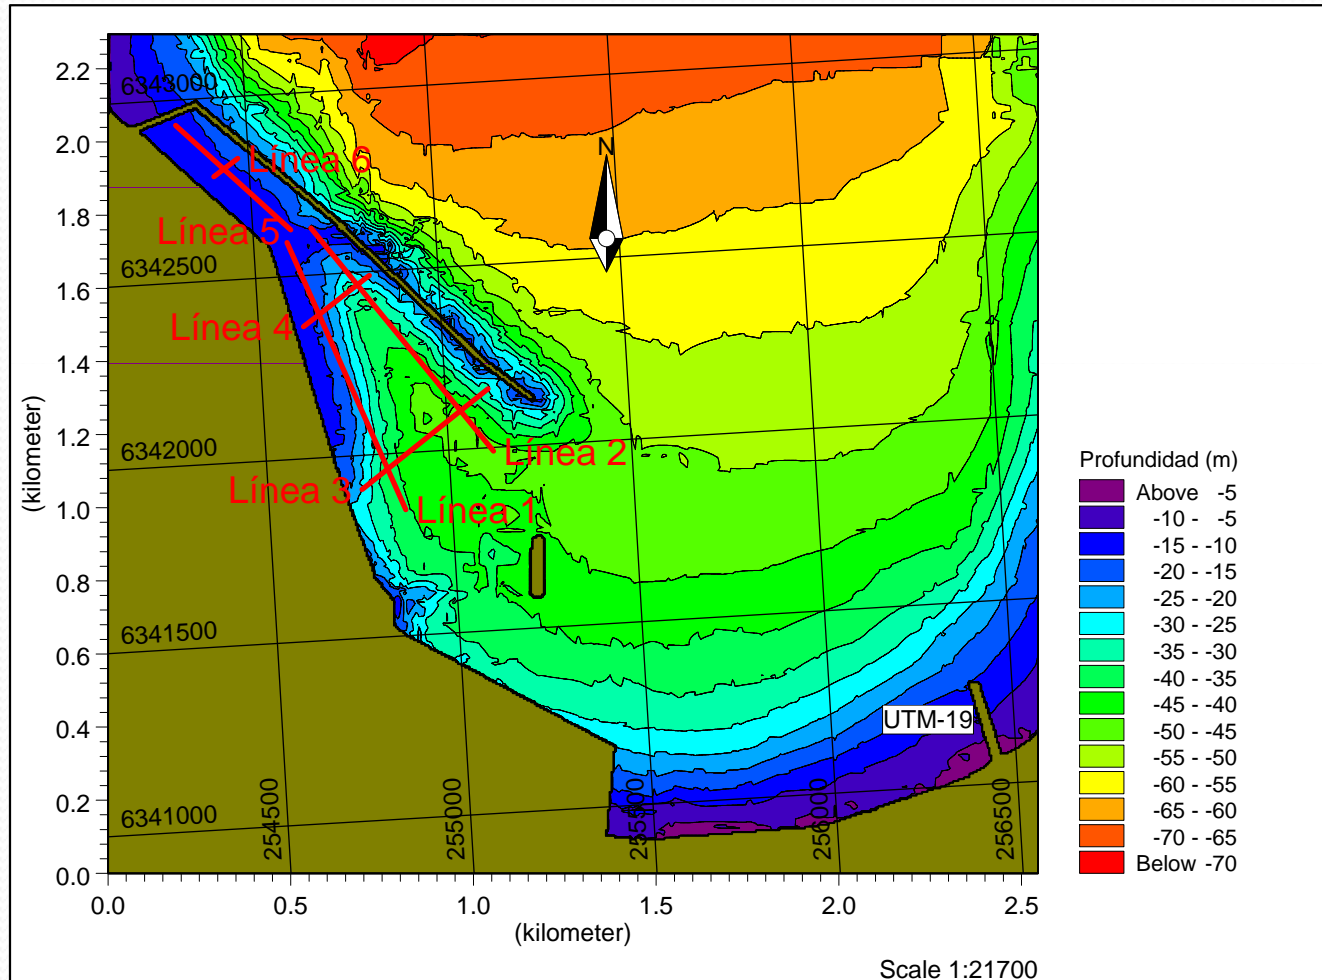 2.2
2.0
1.8
1.6
1.4
1.2
1.0
0.8
0.6
0.4
0.2
0.0
(kilometer)
0.0
0.5
1.0
1.5
2.0
2.5
(kilometer)
6343000
6342500
6342000
6341500
6341000
254500
255000
255500
256000
256500
N
Línea 6
Línea 5
Línea 4
Línea 2
Línea 3
Línea 1
UTM-19
Profundidad (m)
Above -5
-10 - -5
-15 - -10
-20 - -15
-25 - -20
-30 - -25
-35 - -30
-40 - -35
-45 - -40
-50 - -45
-55 - -50
-60 - -55
-65 - -60
-70 - -65
Below -70
Scale 1:21700